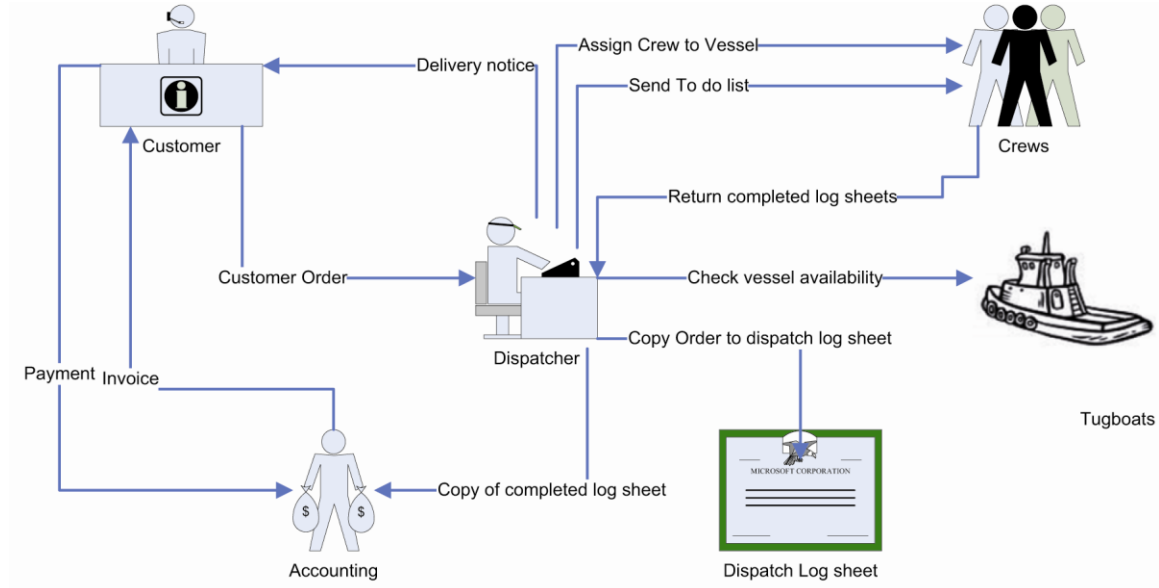 Assign Crew to Vessel
Delivery notice
Send To do list
Customer
Crews
Return completed log sheets
Customer Order
Check vessel availability
Copy Order to dispatch log sheet
Dispatcher
Payment
Invoice
Tugboats
MICROSOFT CORPORATION
Copy of completed log sheet
$
$
Accounting
Dispatch Log sheet